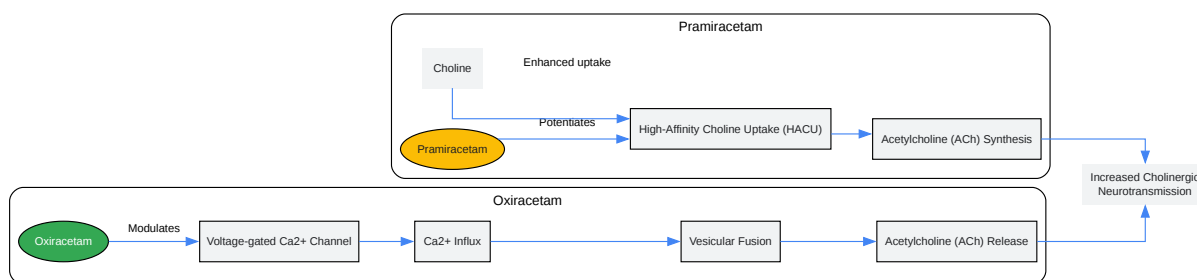 Pramiracetam
Choline
Enhanced uptake
Potentiates
High-Affinity Choline Uptake (HACU)
Pramiracetam
Acetylcholine (ACh) Synthesis
Increased Cholinergic
Neurotransmission
Oxiracetam
Oxiracetam
Modulates
Voltage-gated Ca2+ Channel
Ca2+ Influx
Vesicular Fusion
Acetylcholine (ACh) Release